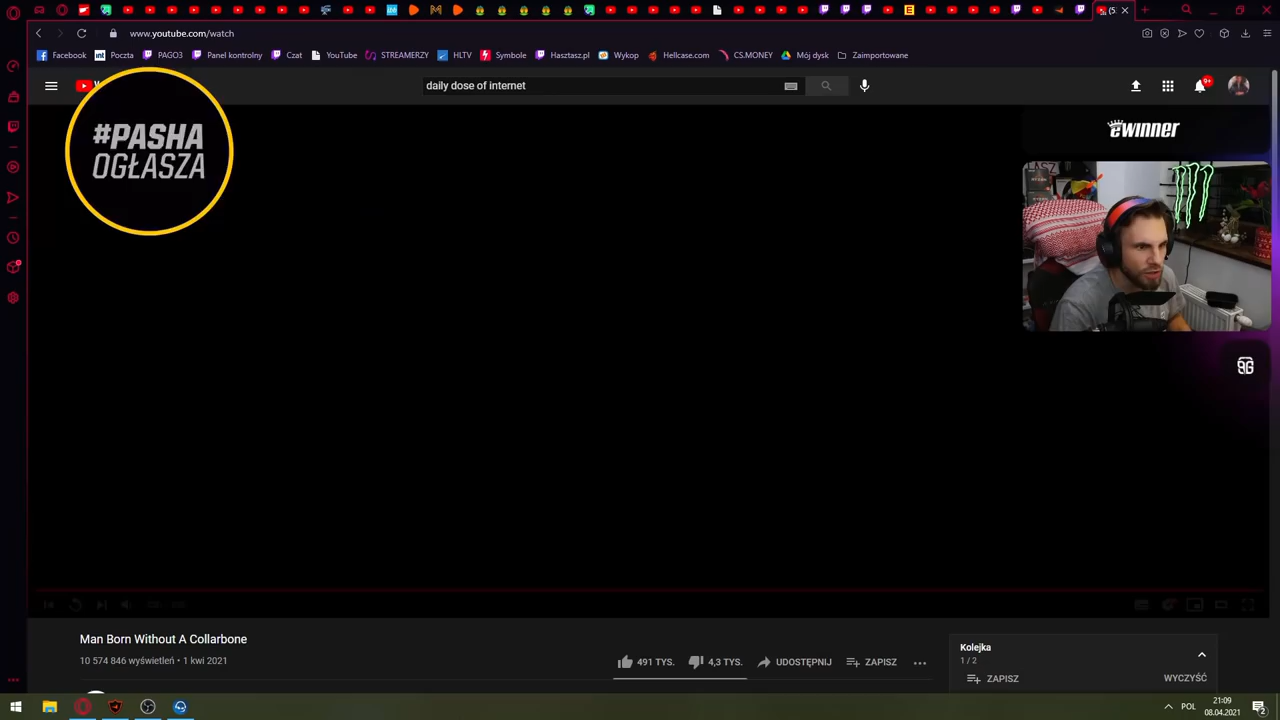 www.youtube.com/watch
Facebook Poczta PAGO3 Panel kontrolny Czat YouTube STREAMERZY HLTV Symbole Hasztasz.pl Wykop Hellcase.com CS.MONEY Mój dysk Zaimportowane
daily dose of internet
9+
#PASHA
OGŁASZA
EWINNER
Man Born Without A Collarbone
10 574 846 wyświetleń • 1 kwi 2021
491 TYS. 4,3 TYS. UDOSTĘPNIJ ZAPISZ
Kolejka
1 / 2
ZAPISZ WYCZYŚĆ
POL
21:09
08.04.2021
2